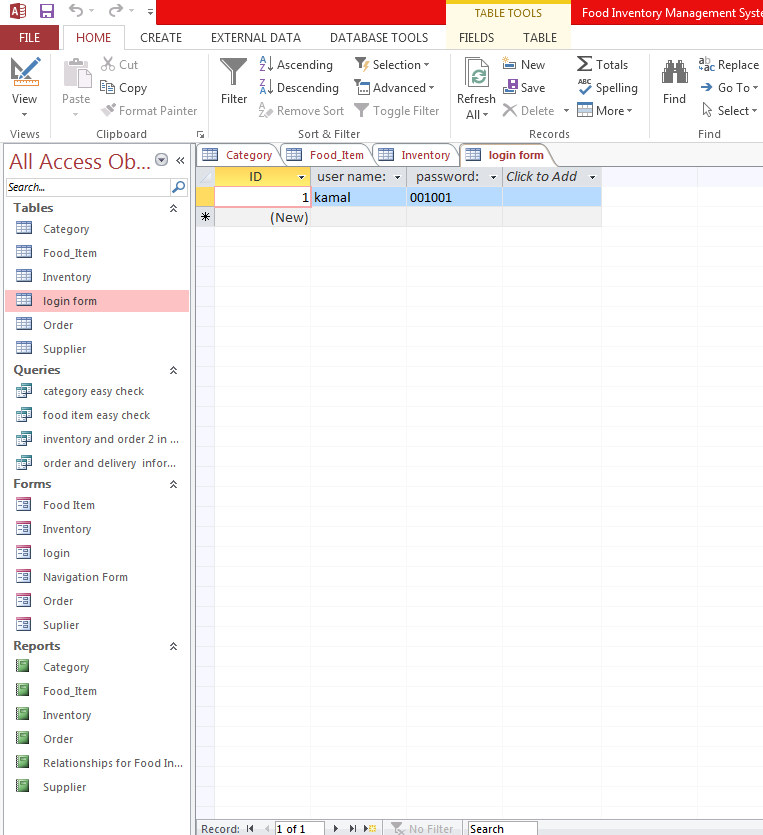 TABLE TOOLS
Food Inventory Management Syste
FILE HOME CREATE EXTERNAL DATA DATABASE TOOLS FIELDS TABLE
View
Views
Paste
Cut
Copy
Format Painter
Clipboard
Filter
Ascending
Descending
Remove Sort
Selection
Advanced
Toggle Filter
Sort & Filter
Refresh
All
New
Save
Delete
Totals
Spelling
More
Records
Find
Replace
Go To
Select
Find
All Access Ob...
Search...
Tables
Category
Food_Item
Inventory
login form
Order
Supplier
Queries
category easy check
food item easy check
inventory and order 2 in ...
order and delivery infor...
Forms
Food Item
Inventory
login
Navigation Form
Order
Suplier
Reports
Category
Food_Item
Inventory
Order
Relationships for Food In...
Supplier
Category Food_Item Inventory login form
ID user name: password: Click to Add
1 kamal 001001
(New)
Record: 1 of 1 No Filter Search